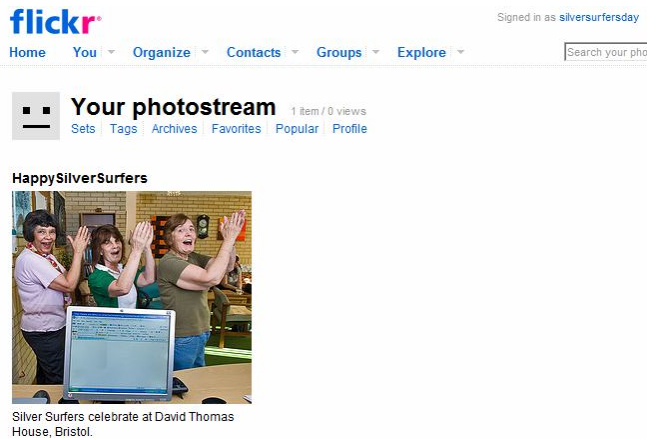 flickr
Signed in as silversurfersday
Home You Organize Contacts Groups Explore
Search your pho
Your photostream 1 item / 0 views
Sets Tags Archives Favorites Popular Profile
HappySilverSurfers
Silver Surfers celebrate at David Thomas
House, Bristol.